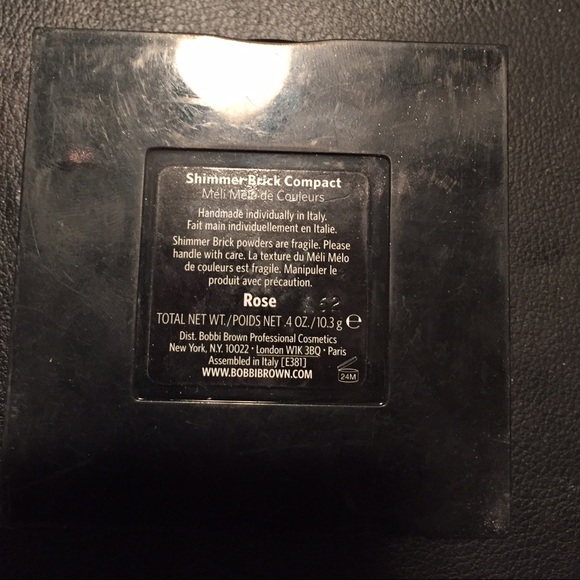 Shimmer Brick Compact
Méli Mélo de Couleurs
Handmade individually in Italy.
Fait main individuellement en Italie.
Shimmer Brick powders are fragile. Please
handle with care. La texture du Méli Mélo
de couleurs est fragile. Manipuler le
produit avec précaution.
Rose
TOTAL NET WT./POIDS NET .4 OZ./10.3 g ℮
Dist. Bobbi Brown Professional Cosmetics
New York, N.Y. 10022 · London W1K 3BQ · Paris
Assembled in Italy [E381]
WWW.BOBBIBROWN.COM
24M